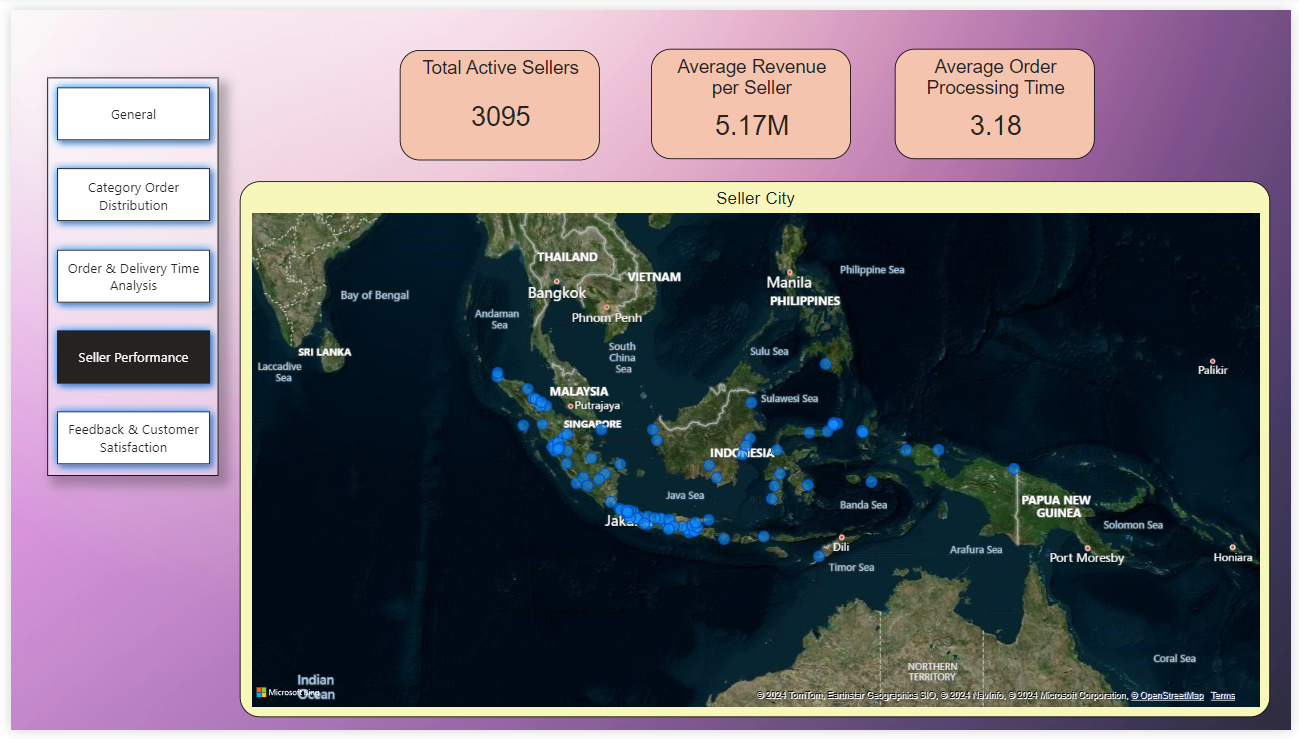 General
Category Order
Distribution
Order & Delivery Time
Analysis
Seller Performance
Feedback & Customer
Satisfaction
Total Active Sellers
3095
Average Revenue
per Seller
5.17M
Average Order
Processing Time
3.18
Seller City
THAILAND
VIETNAM
Bangkok
Phnom Penh
Manila
PHILIPPINES
Philippine Sea
Bay of Bengal
Andaman
Sea
South
China
Sea
Sulu Sea
SRI LANKA
Laccadive
Sea
MALAYSIA
Putrajaya
SINGAPORE
Sulawesi Sea
Palikir
INDONESIA
Java Sea
Banda Sea
PAPUA NEW
GUINEA
Solomon Sea
Dili
Arafura Sea
Port Moresby
Honiara
Timor Sea
NORTHERN
TERRITORY
Coral Sea
Indian
Ocean
Microsoft Bing
© 2024 TomTom, Earthstar Geographics SIO, © 2024 NavInfo, © 2024 Microsoft Corporation, © OpenStreetMap Terms